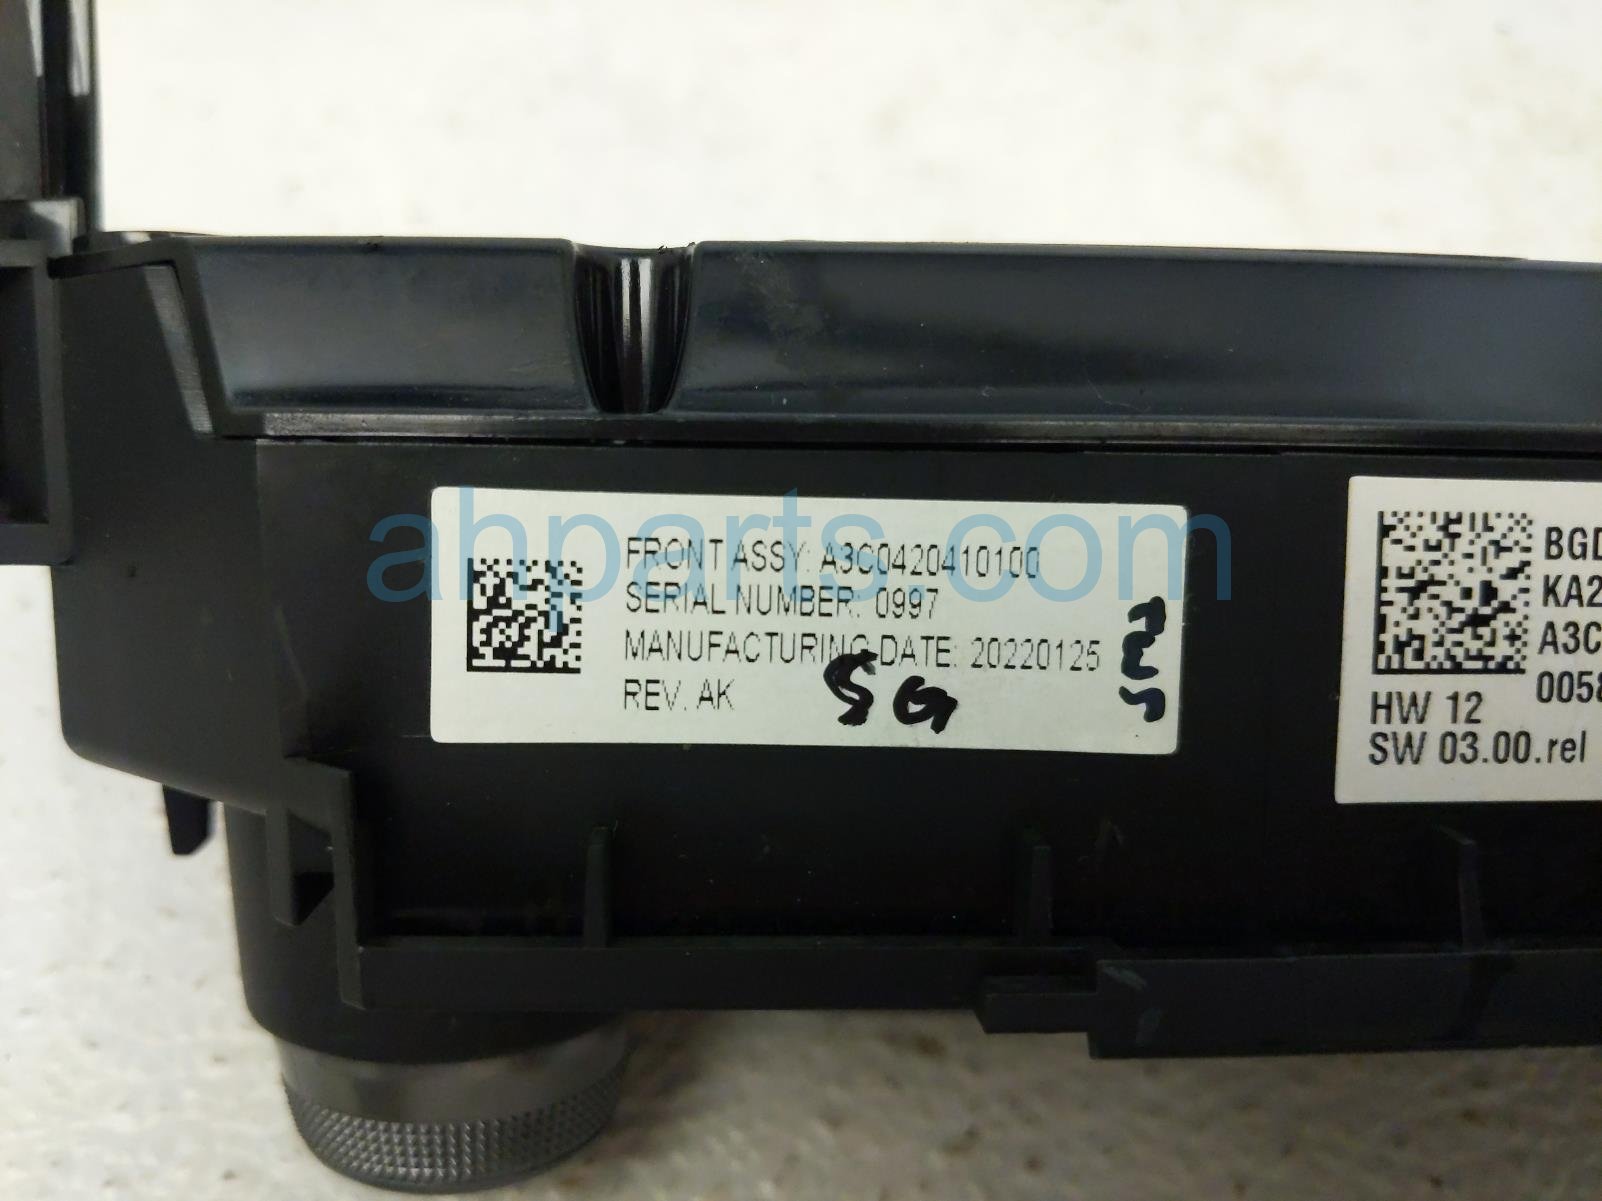 ahparts.com
FRONT ASSY: A3C0420410100
SERIAL NUMBER: 0997
MANUFACTURING DATE: 20220125
REV. AK
SG
BGD
KA2
A3C
0058
HW 12
SW 03.00.rel